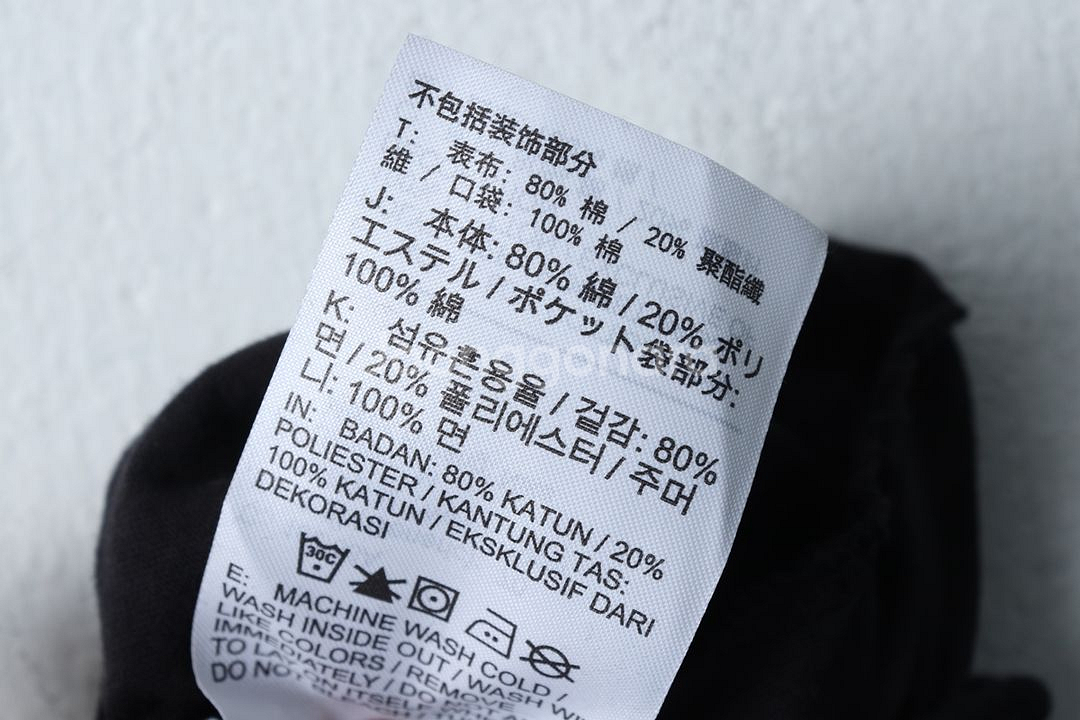 不包括装饰部分
T: 表布: 80% 棉 / 20% 聚酯纖
維 / 口袋: 100% 棉
J: 本体: 80% 綿 / 20% ポリ
エステル / ポケット袋部分:
100% 綿
K: 섬유혼용율 / 겉감: 80%
면 / 20% 폴리에스터 / 주머
니: 100% 면
IN: BADAN: 80% KATUN / 20%
POLIESTER / KANTUNG TAS:
100% KATUN / EKSKLUSIF DARI
DEKORASI
30C
E: MACHINE WASH COLD /
WASH INSIDE OUT / WASH WI
LIKE COLORS / REMOVE
DO NOT